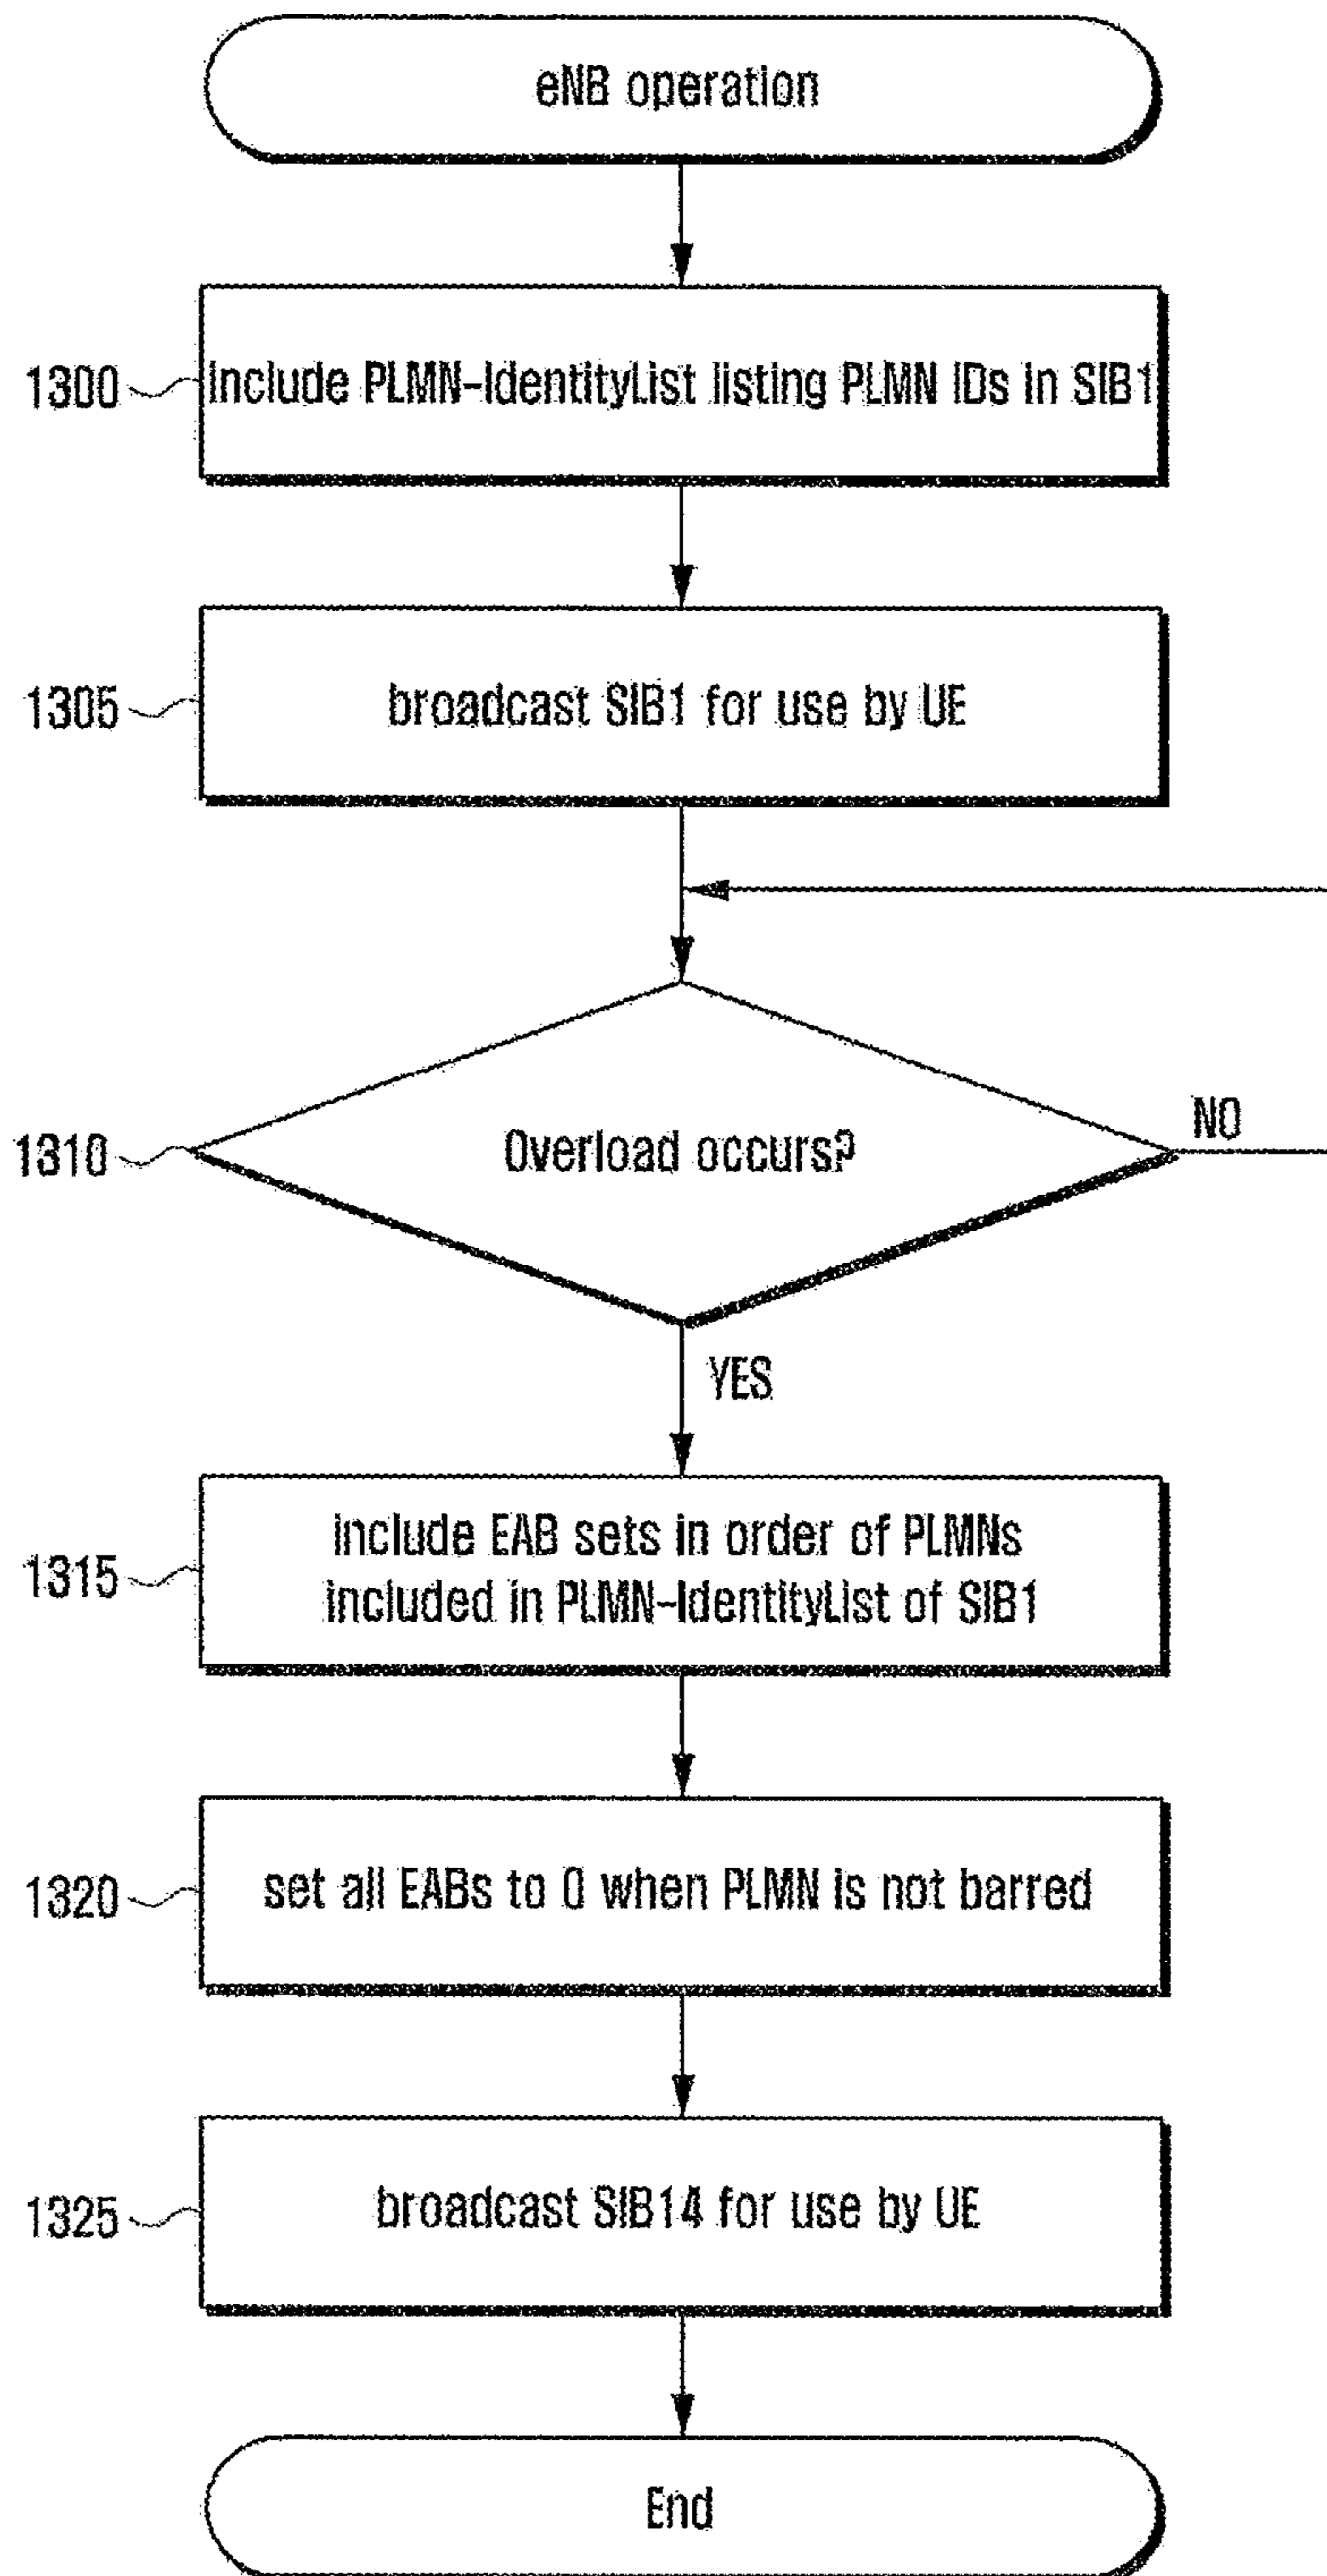 eNB operation
1300
include PLMN-IdentityList listing PLMN IDs in SIB1
1305
broadcast SIB1 for use by UE
1310
Overload occurs?
NO
YES
1315
include EAB sets in order of PLMNs
included in PLMN-IdentityList of SIB1
1320
set all EABs to 0 when PLMN is not barred
1325
broadcast SIB14 for use by UE
End